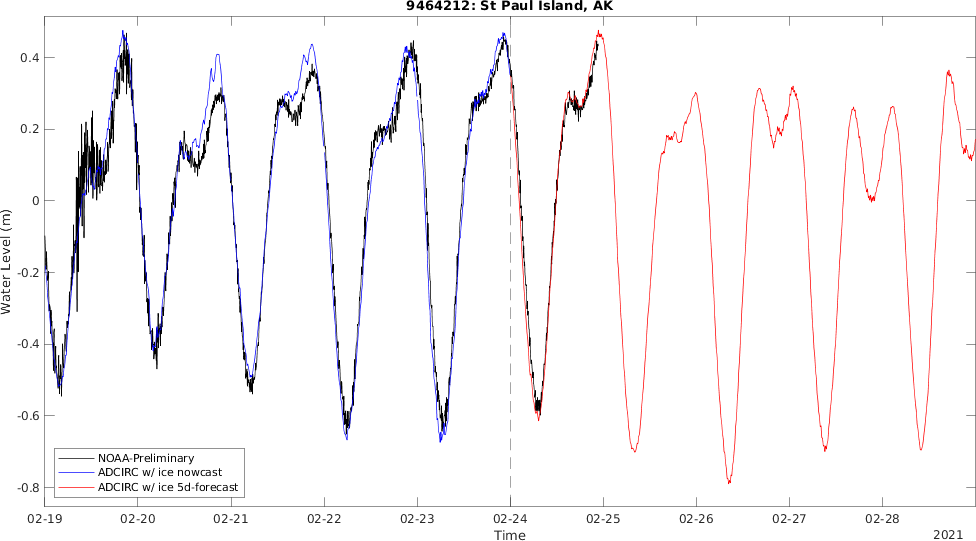 9464212: St Paul Island, AK
Water Level (m)
0.4
0.2
0
-0.2
-0.4
-0.6
-0.8
NOAA-Preliminary
ADCIRC w/ ice nowcast
ADCIRC w/ ice 5d-forecast
02-19 02-20 02-21 02-22 02-23 02-24 02-25 02-26 02-27 02-28
Time
2021